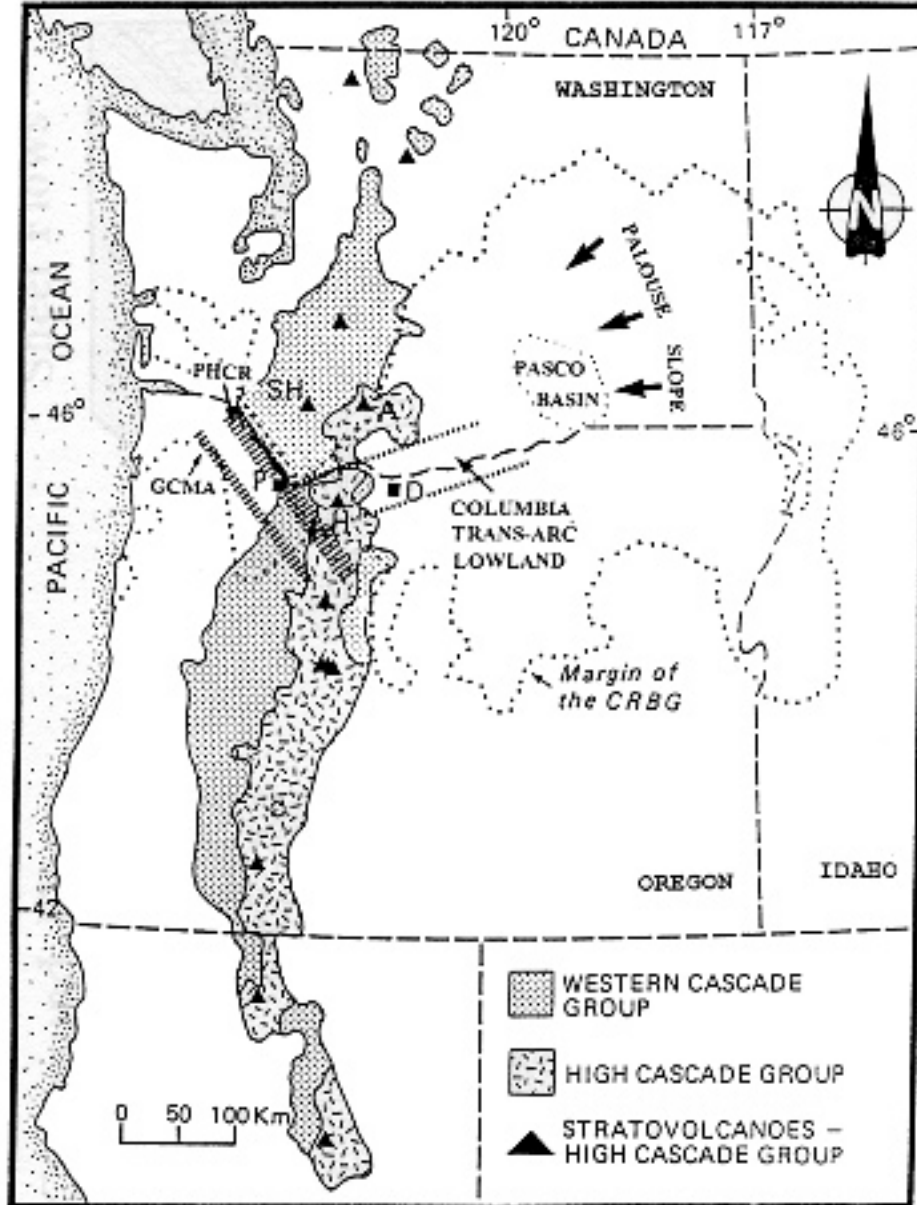 120°
117°
CANADA
WASHINGTON
N
PALOUSE
SLOPE
PACIFIC OCEAN
PHCR
SH
PASCO
BASIN
46°
A
46°
GCMA
P
D
H
COLUMBIA
TRANS-ARC
LOWLAND
Margin of
the CRBG
OREGON
IDAHO
42
WESTERN CASCADE
GROUP
HIGH CASCADE GROUP
0 50 100 Km
STRATOVOLCANOES –
HIGH CASCADE GROUP